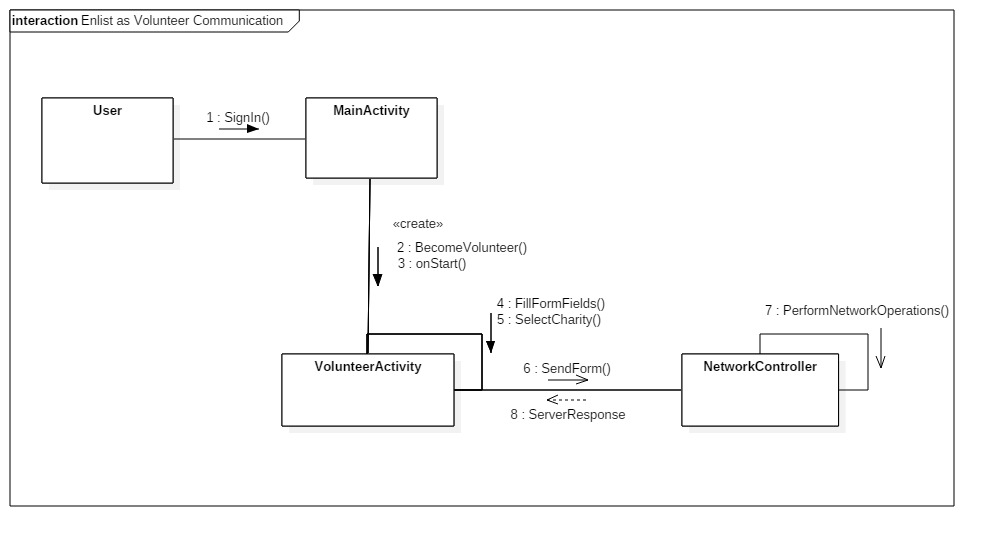 interaction Enlist as Volunteer Communication
User
1 : SignIn()
MainActivity
«create»
2 : BecomeVolunteer()
3 : onStart()
4 : FillFormFields()
5 : SelectCharity()
7 : PerformNetworkOperations()
VolunteerActivity
6 : SendForm()
NetworkController
8 : ServerResponse